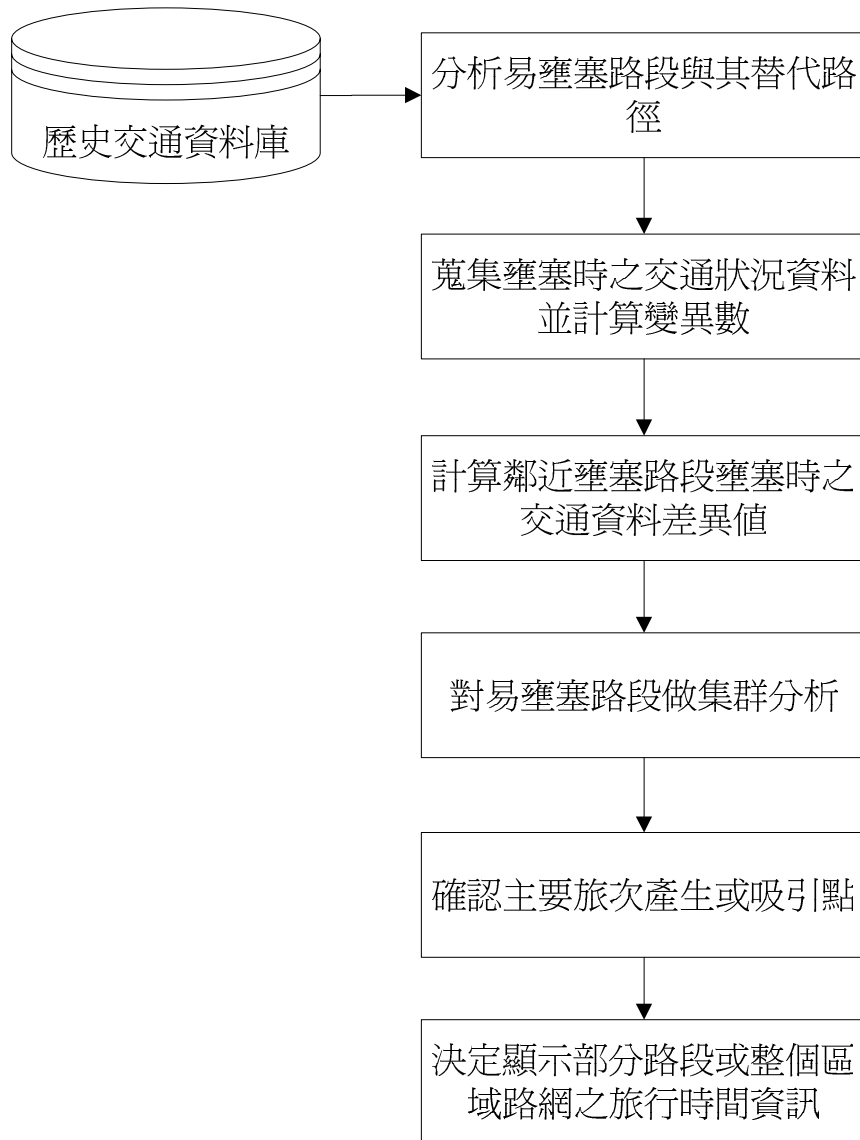 歷史交通資料庫
分析易壅塞路段與其替代路
徑
蒐集壅塞時之交通狀況資料
並計算變異數
計算鄰近壅塞路段壅塞時之
交通資料差異值
對易壅塞路段做集群分析
確認主要旅次產生或吸引點
決定顯示部分路段或整個區
域路網之旅行時間資訊